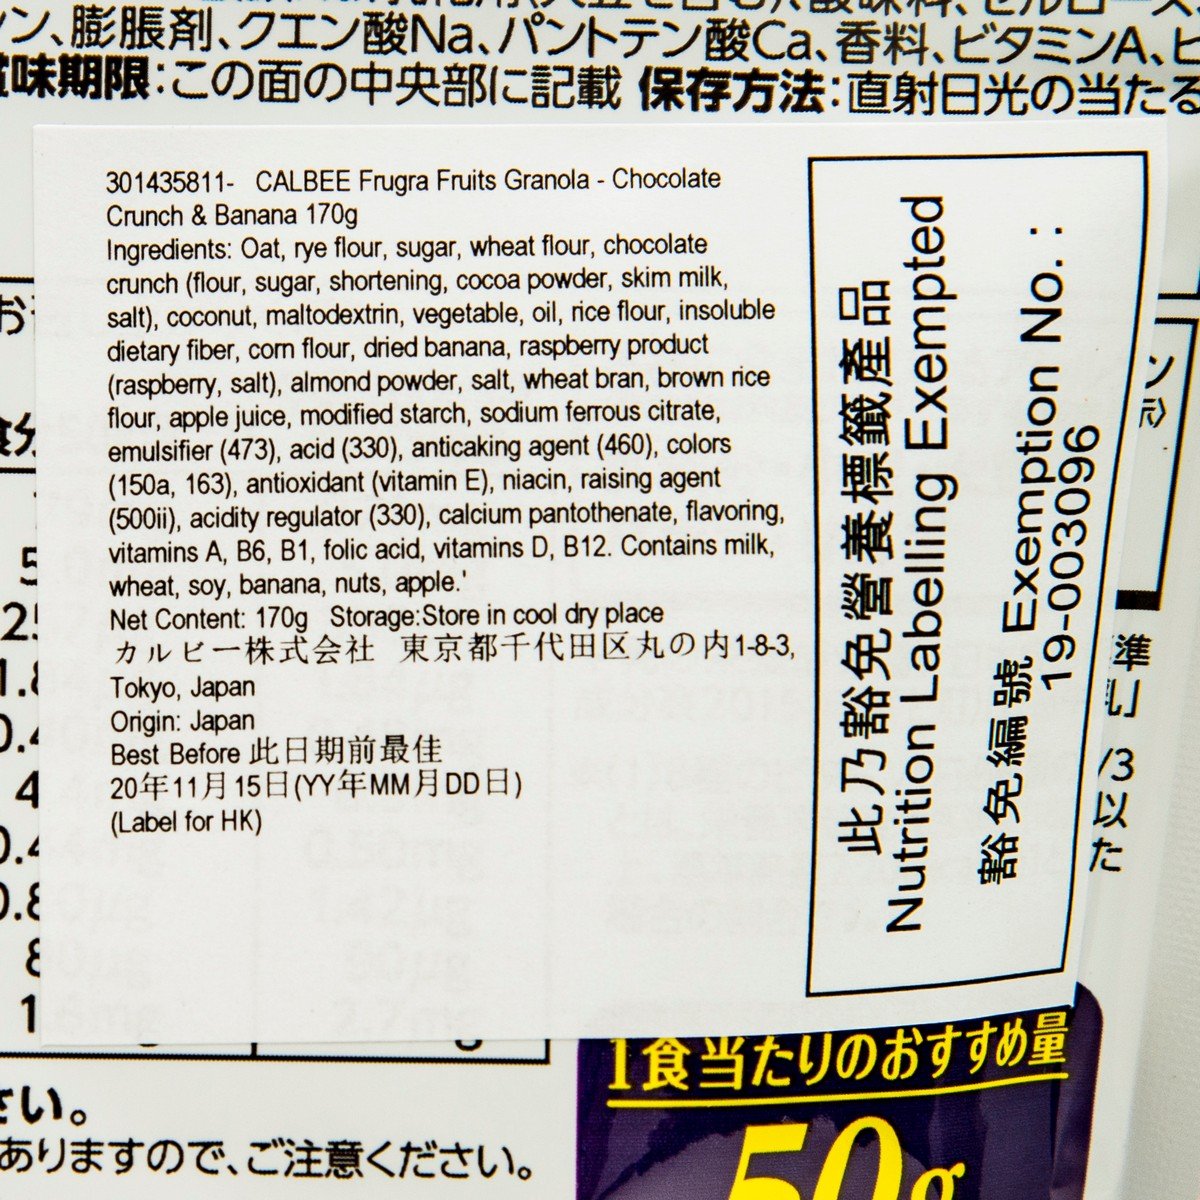 ン、膨脹剤、クエン酸Na、パントテン酸Ca、香料、ビタミンA、ビ
味期限:この面の中央部に記載 保存方法:直射日光の当たる
301435811- CALBEE Frugra Fruits Granola - Chocolate
Crunch & Banana 170g
Ingredients: Oat, rye flour, sugar, wheat flour, chocolate
crunch (flour, sugar, shortening, cocoa powder, skim milk,
salt), coconut, maltodextrin, vegetable, oil, rice flour, insoluble
dietary fiber, corn flour, dried banana, raspberry product
(raspberry, salt), almond powder, salt, wheat bran, brown rice
flour, apple juice, modified starch, sodium ferrous citrate,
emulsifier (473), acid (330), anticaking agent (460), colors
(150a, 163), antioxidant (vitamin E), niacin, raising agent
(500ii), acidity regulator (330), calcium pantothenate, flavoring,
vitamins A, B6, B1, folic acid, vitamins D, B12. Contains milk,
wheat, soy, banana, nuts, apple.'
Net Content: 170g Storage:Store in cool dry place
カルビー株式会社 東京都千代田区丸の内1-8-3,
Tokyo, Japan
Origin: Japan
Best Before 此日期前最佳
20年11月15日(YY年MM月DD日)
(Label for HK)
此乃豁免營養標籤產品
Nutrition Labelling Exempted
豁免編號 Exemption No. :
19-003096
準
/3
以
た
1食当たりのおすすめ量
50g
さい。
ありますので、ご注意ください。